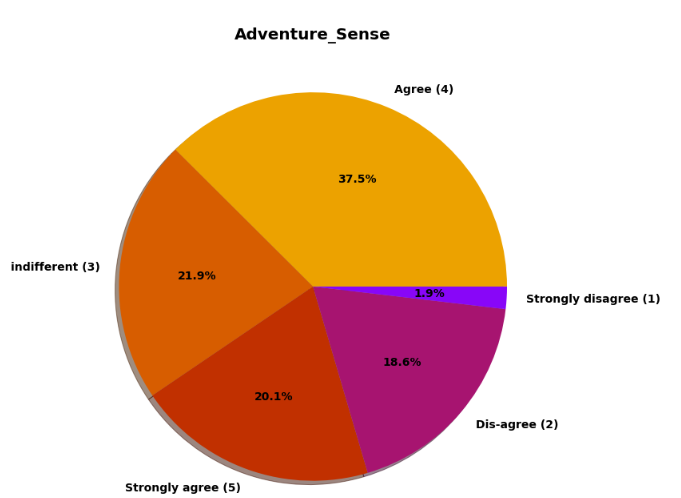 Adventure_Sense
Agree (4)
37.5%
indifferent (3)
21.9%
1.9%
Strongly disagree (1)
18.6%
20.1%
Dis-agree (2)
Strongly agree (5)